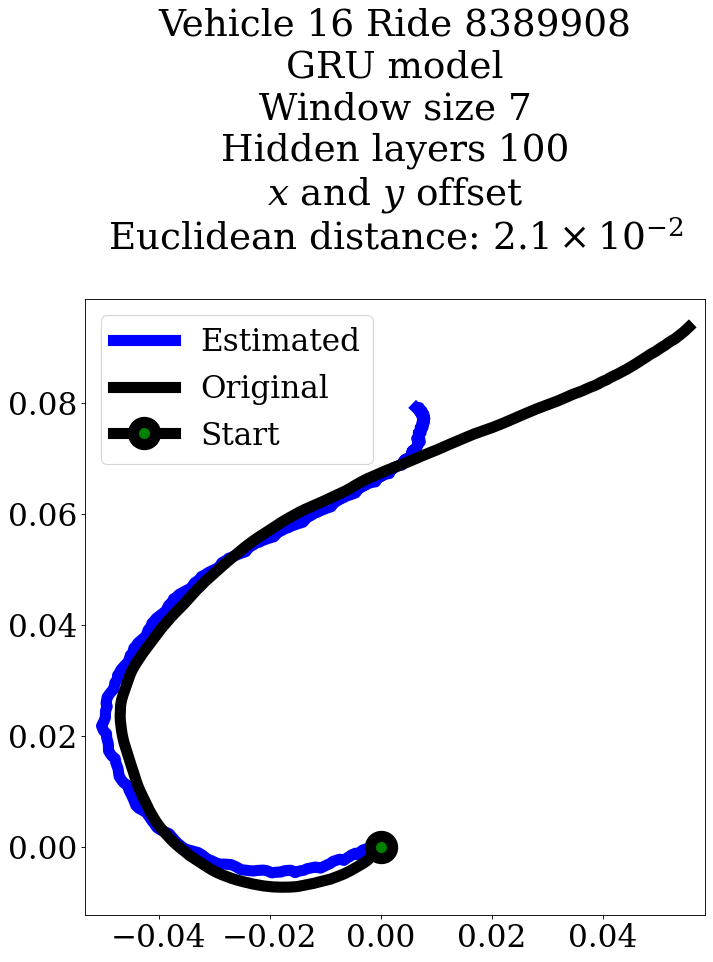 Vehicle 16 Ride 8389908
GRU model
Window size 7
Hidden layers 100
x and y offset
Euclidean distance: 2.1 × 10⁻²
Estimated
Original
Start
0.08
0.06
0.04
0.02
0.00
−0.04 −0.02 0.00 0.02 0.04